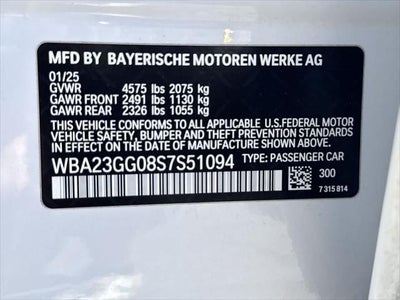 MFD BY BAYERISCHE MOTOREN WERKE AG
01/25
GVWR 4575 lbs 2075 kg
GAWR FRONT 2491 lbs 1130 kg
GAWR REAR 2326 lbs 1055 kg
THIS VEHICLE CONFORMS TO ALL APPLICABLE U.S.FEDERAL MOTOR
VEHICLE SAFETY, BUMPER AND THEFT PREVENTION STANDARDS
IN EFFECT ON THE DATE OF MANUFACTURE SHOWN ABOVE.
WBA23GG08S7S51094 TYPE: PASSENGER CAR
300
7 315 814